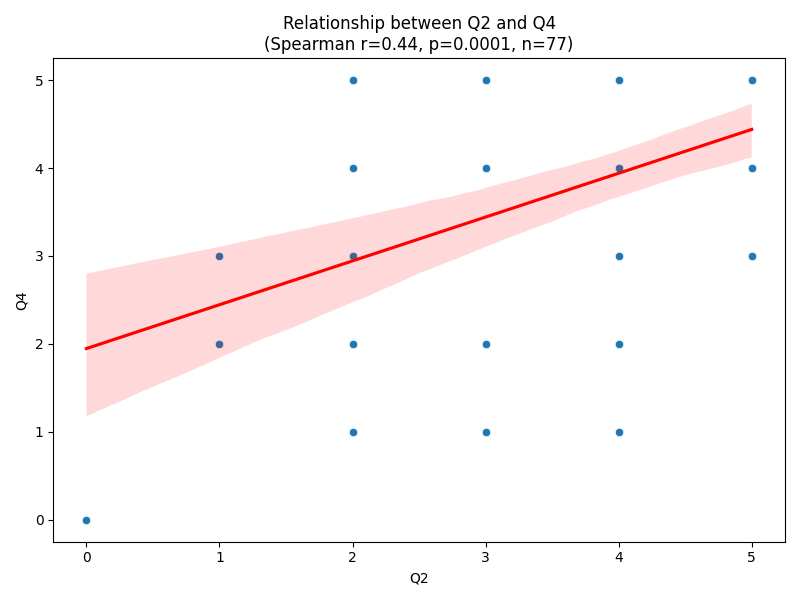 Relationship between Q2 and Q4
(Spearman r=0.44, p=0.0001, n=77)
5
4
3
2
1
0
Q4
0 1 2 3 4 5
Q2